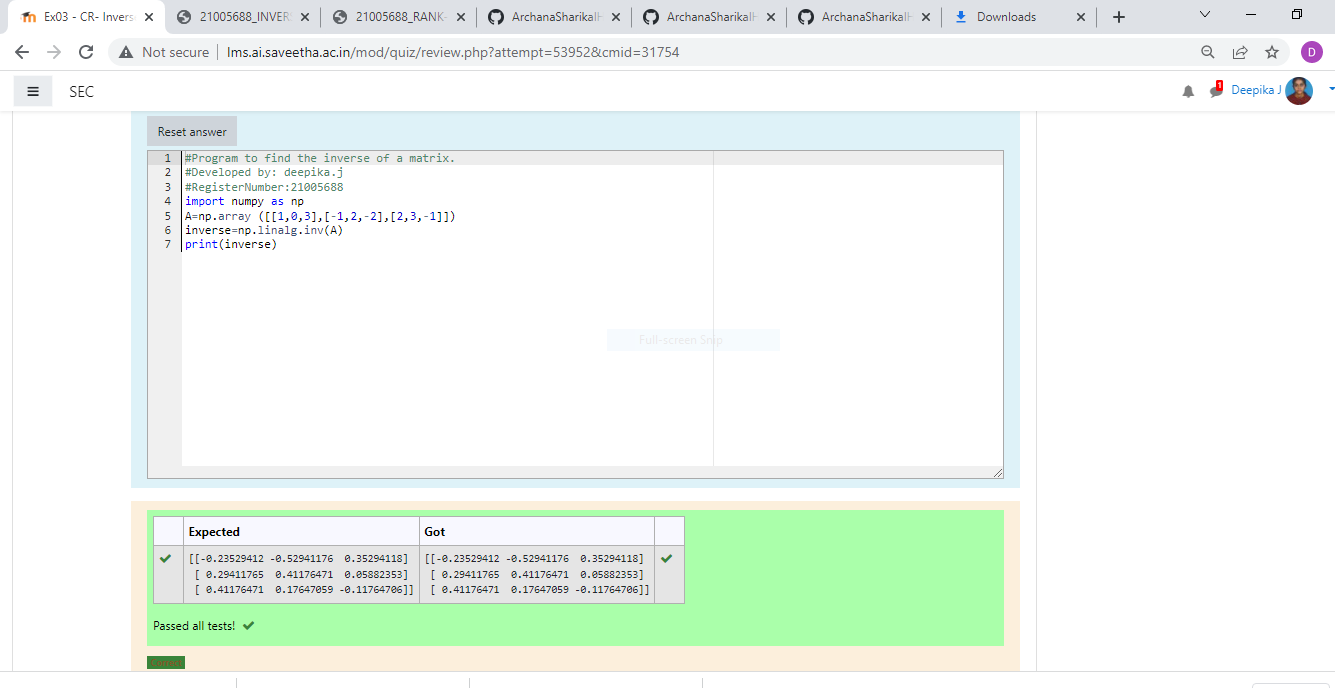 Ex03 - CR- Invers
21005688_INVER
21005688_RANK-
ArchanaSharikalH
ArchanaSharikalH
ArchanaSharikalH
Downloads
Not secure
lms.ai.saveetha.ac.in/mod/quiz/review.php?attempt=53952&cmid=31754
D
SEC
1
Deepika J
Reset answer
1 #Program to find the inverse of a matrix.
2 #Developed by: deepika.j
3 #RegisterNumber:21005688
4 import numpy as np
5 A=np.array ([[1,0,3],[-1,2,-2],[2,3,-1]])
6 inverse=np.linalg.inv(A)
7 print(inverse)
Full-screen Snip
Expected Got
[[-0.23529412 -0.52941176 0.35294118] [[-0.23529412 -0.52941176 0.35294118]
[ 0.29411765 0.41176471 0.05882353] [ 0.29411765 0.41176471 0.05882353]
[ 0.41176471 0.17647059 -0.11764706]] [ 0.41176471 0.17647059 -0.11764706]]
Passed all tests!